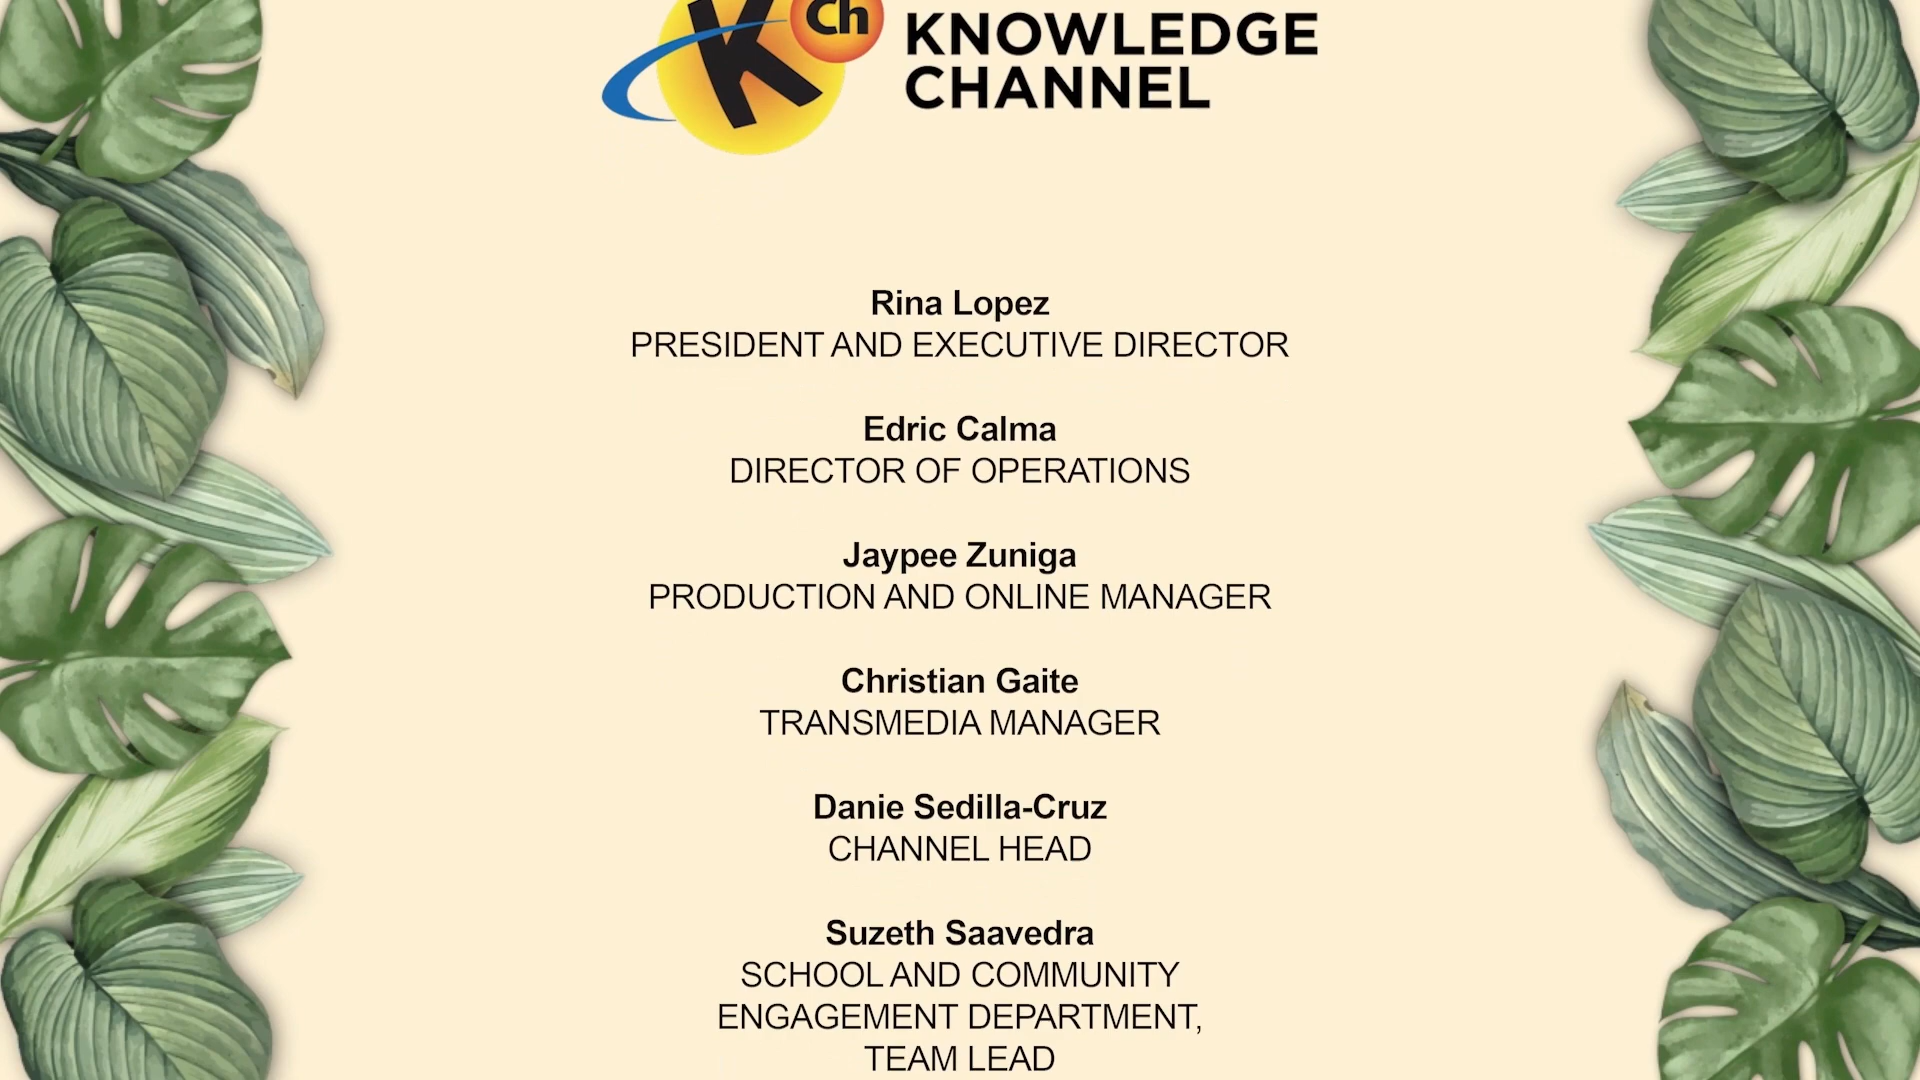 K Ch
KNOWLEDGE
CHANNEL
Rina Lopez
PRESIDENT AND EXECUTIVE DIRECTOR
Edric Calma
DIRECTOR OF OPERATIONS
Jaypee Zuniga
PRODUCTION AND ONLINE MANAGER
Christian Gaite
TRANSMEDIA MANAGER
Danie Sedilla-Cruz
CHANNEL HEAD
Suzeth Saavedra
SCHOOL AND COMMUNITY
ENGAGEMENT DEPARTMENT,
TEAM LEAD